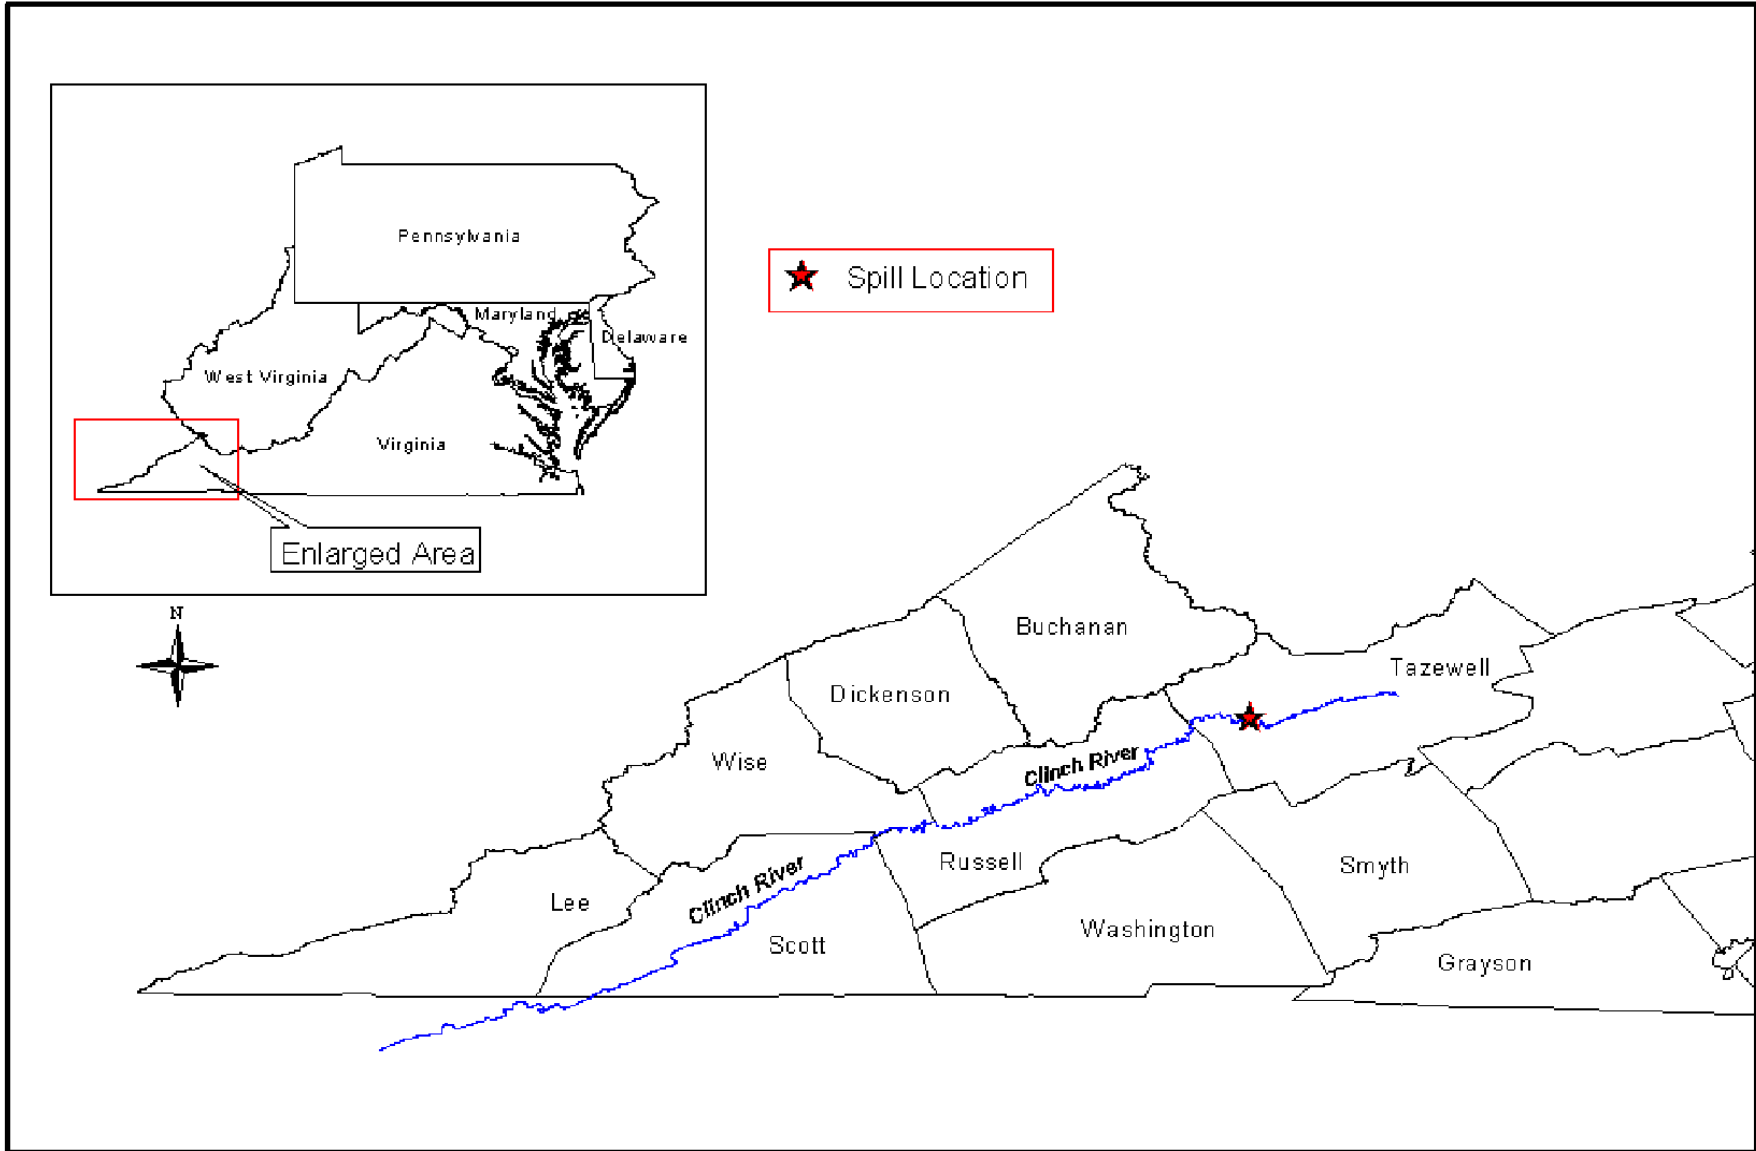 Pennsylvania
Maryland
Delaware
West Virginia
Virginia
Enlarged Area
Spill Location
N
Buchanan
Tazewell
Dickenson
Wise
Clinch River
Russell
Smyth
Clinch River
Lee
Scott
Washington
Grayson